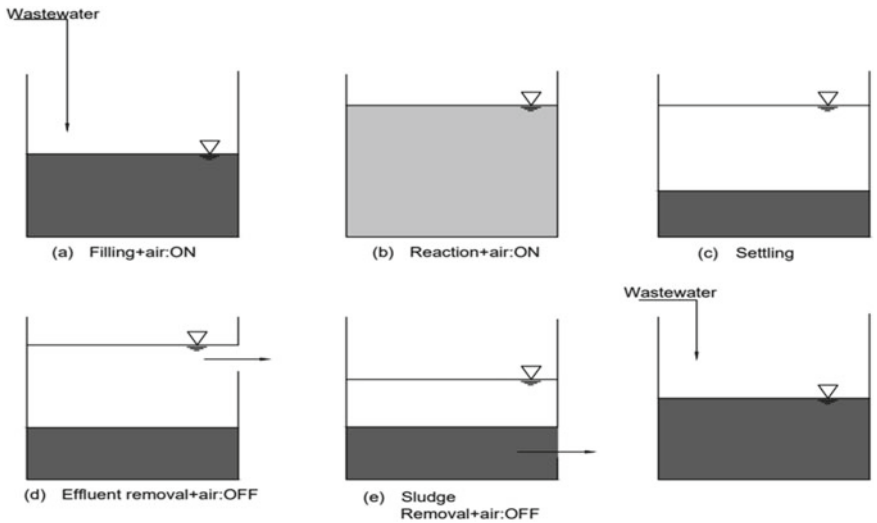 Wastewater
(a) Filling+air:ON
(b) Reaction+air:ON
(c) Settling
Wastewater
(d) Effluent removal+air:OFF
(e) Sludge
Removal+air:OFF